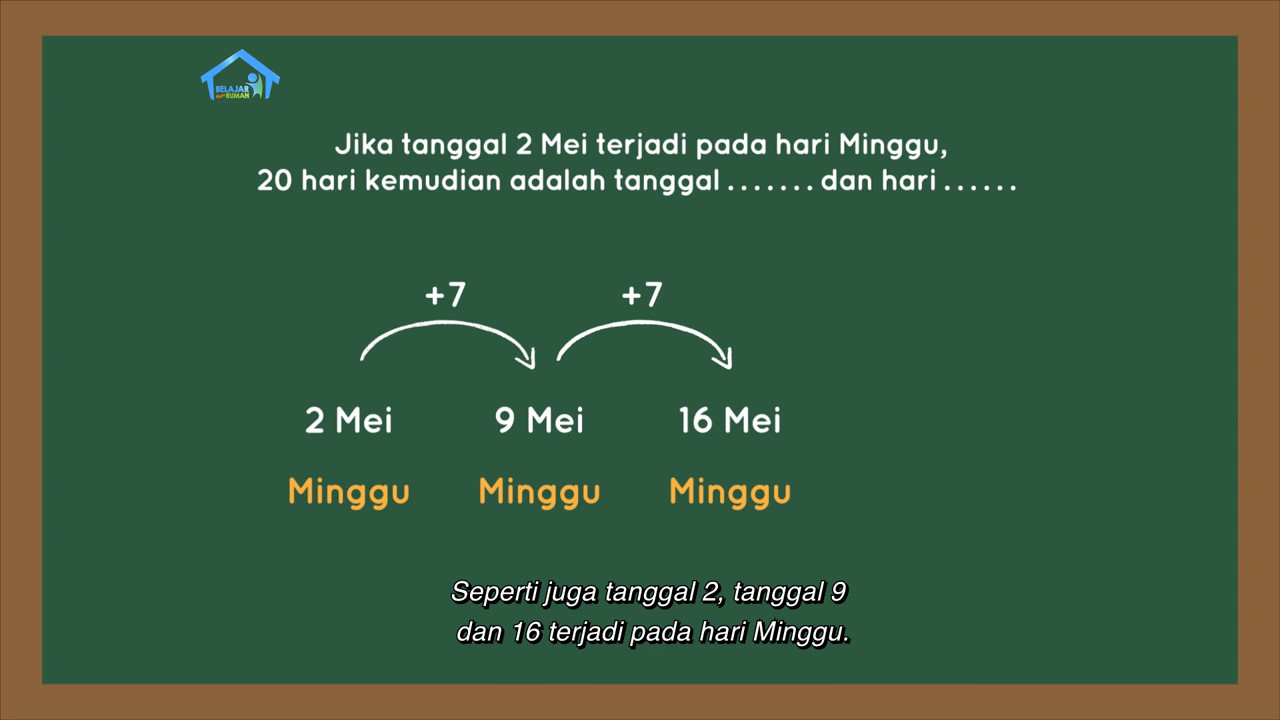 BELAJAR
dari RUMAH
Jika tanggal 2 Mei terjadi pada hari Minggu,
20 hari kemudian adalah tanggal ....... dan hari ......
+7 +7
2 Mei 9 Mei 16 Mei
Minggu Minggu Minggu
Seperti juga tanggal 2, tanggal 9
dan 16 terjadi pada hari Minggu.